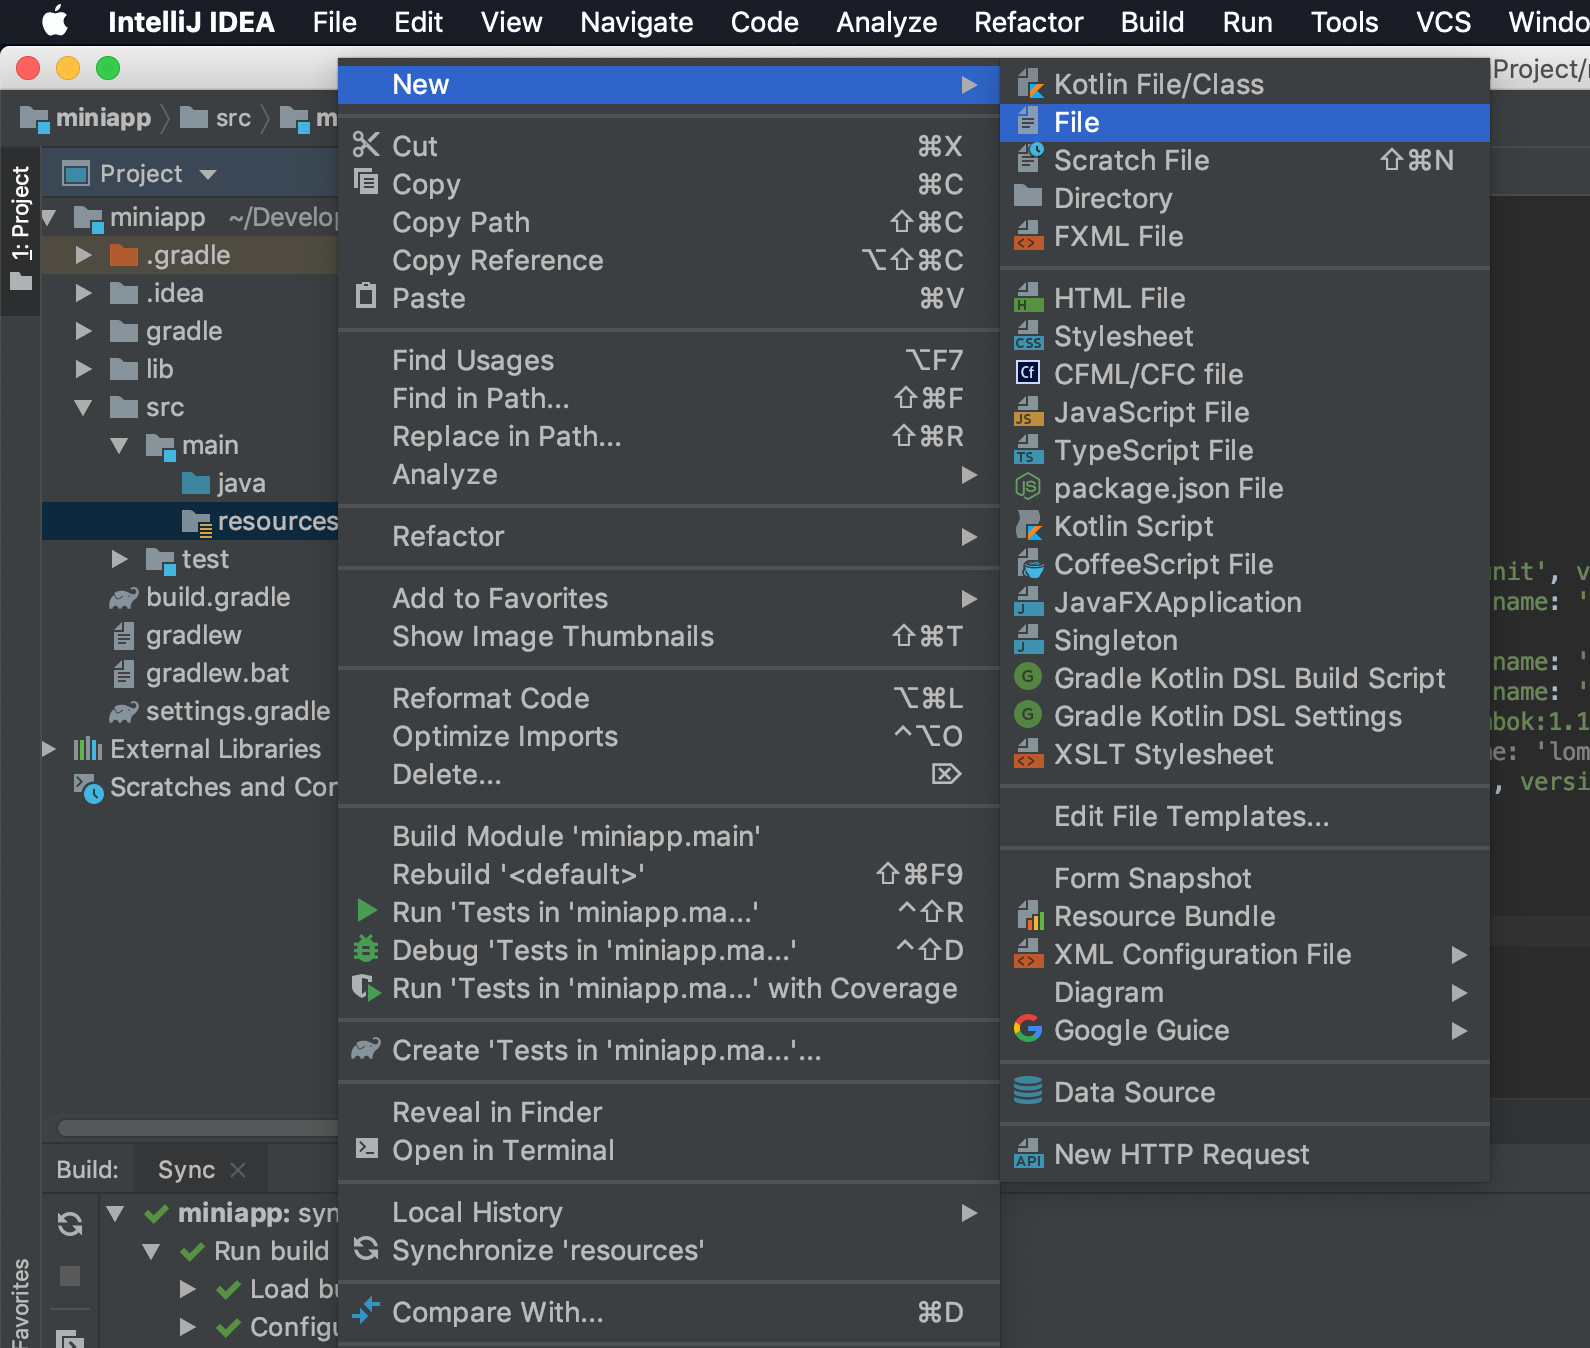 IntelliJ IDEA File Edit View Navigate Code Analyze Refactor Build Run Tools VCS Windo
Project/
miniapp src m
1: Project
Project
miniapp ~/Develo
.gradle
.idea
gradle
lib
src
main
java
resources
test
build.gradle
gradlew
gradlew.bat
settings.gradle
External Libraries
Scratches and Con
Build: Sync
miniapp: syn
Run build
Load bu
Configu
Favorites
New
Cut ⌘X
Copy ⌘C
Copy Path ⇧⌘C
Copy Reference ⌥⇧⌘C
Paste ⌘V
Find Usages ⌥F7
Find in Path... ⇧⌘F
Replace in Path... ⇧⌘R
Analyze
Refactor
Add to Favorites
Show Image Thumbnails ⇧⌘T
Reformat Code ⌥⌘L
Optimize Imports ^⌥O
Delete... ⌦
Build Module 'miniapp.main'
Rebuild '<default>' ⇧⌘F9
Run 'Tests in 'miniapp.ma...' ^⇧R
Debug 'Tests in 'miniapp.ma...' ^⇧D
Run 'Tests in 'miniapp.ma...' with Coverage
Create 'Tests in 'miniapp.ma...'...
Reveal in Finder
Open in Terminal
Local History
Synchronize 'resources'
Compare With... ⌘D
Kotlin File/Class
File
Scratch File ⇧⌘N
Directory
FXML File
HTML File
Stylesheet
CFML/CFC file
JavaScript File
TypeScript File
package.json File
Kotlin Script
CoffeeScript File
JavaFXApplication
Singleton
Gradle Kotlin DSL Build Script
Gradle Kotlin DSL Settings
XSLT Stylesheet
Edit File Templates...
Form Snapshot
Resource Bundle
XML Configuration File
Diagram
Google Guice
Data Source
New HTTP Request
nit', v
name: '
name: '
name: '
bok:1.1
e: 'lom
, versi